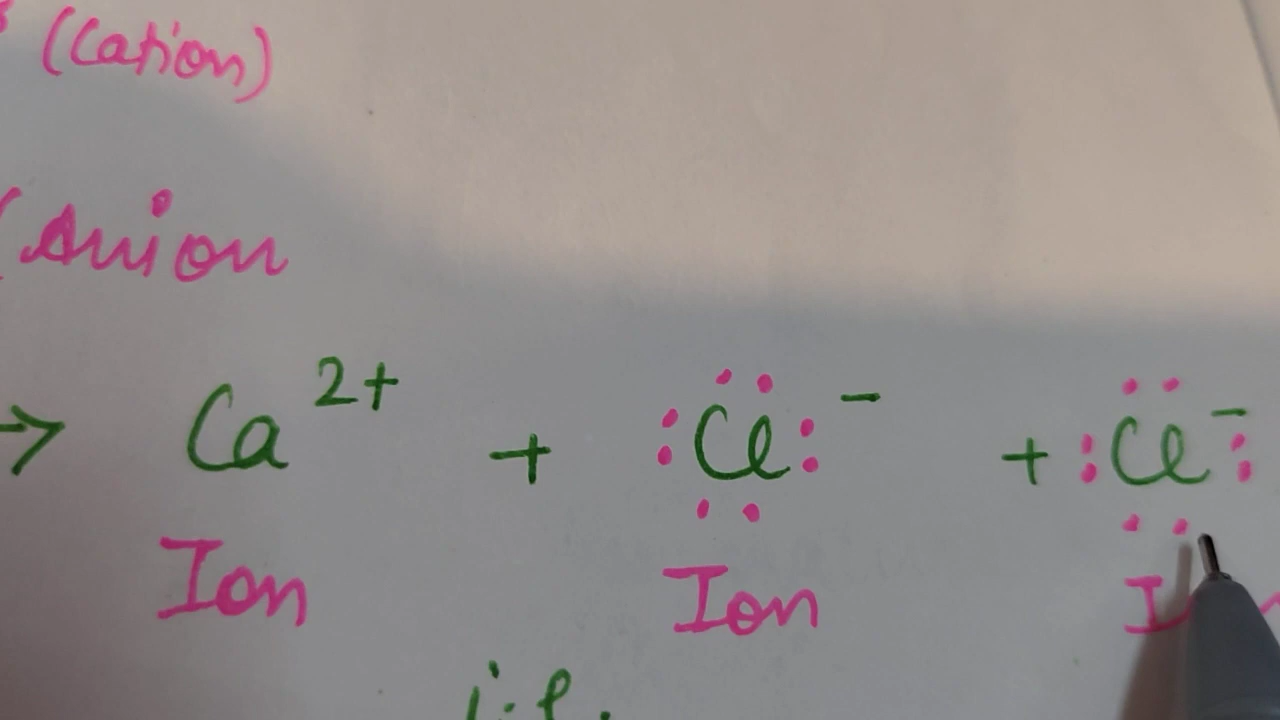 (Cation)
(Anion
→ Ca²⁺ + :Cl:⁻ + :Cl:⁻
Ion Ion
i.e.